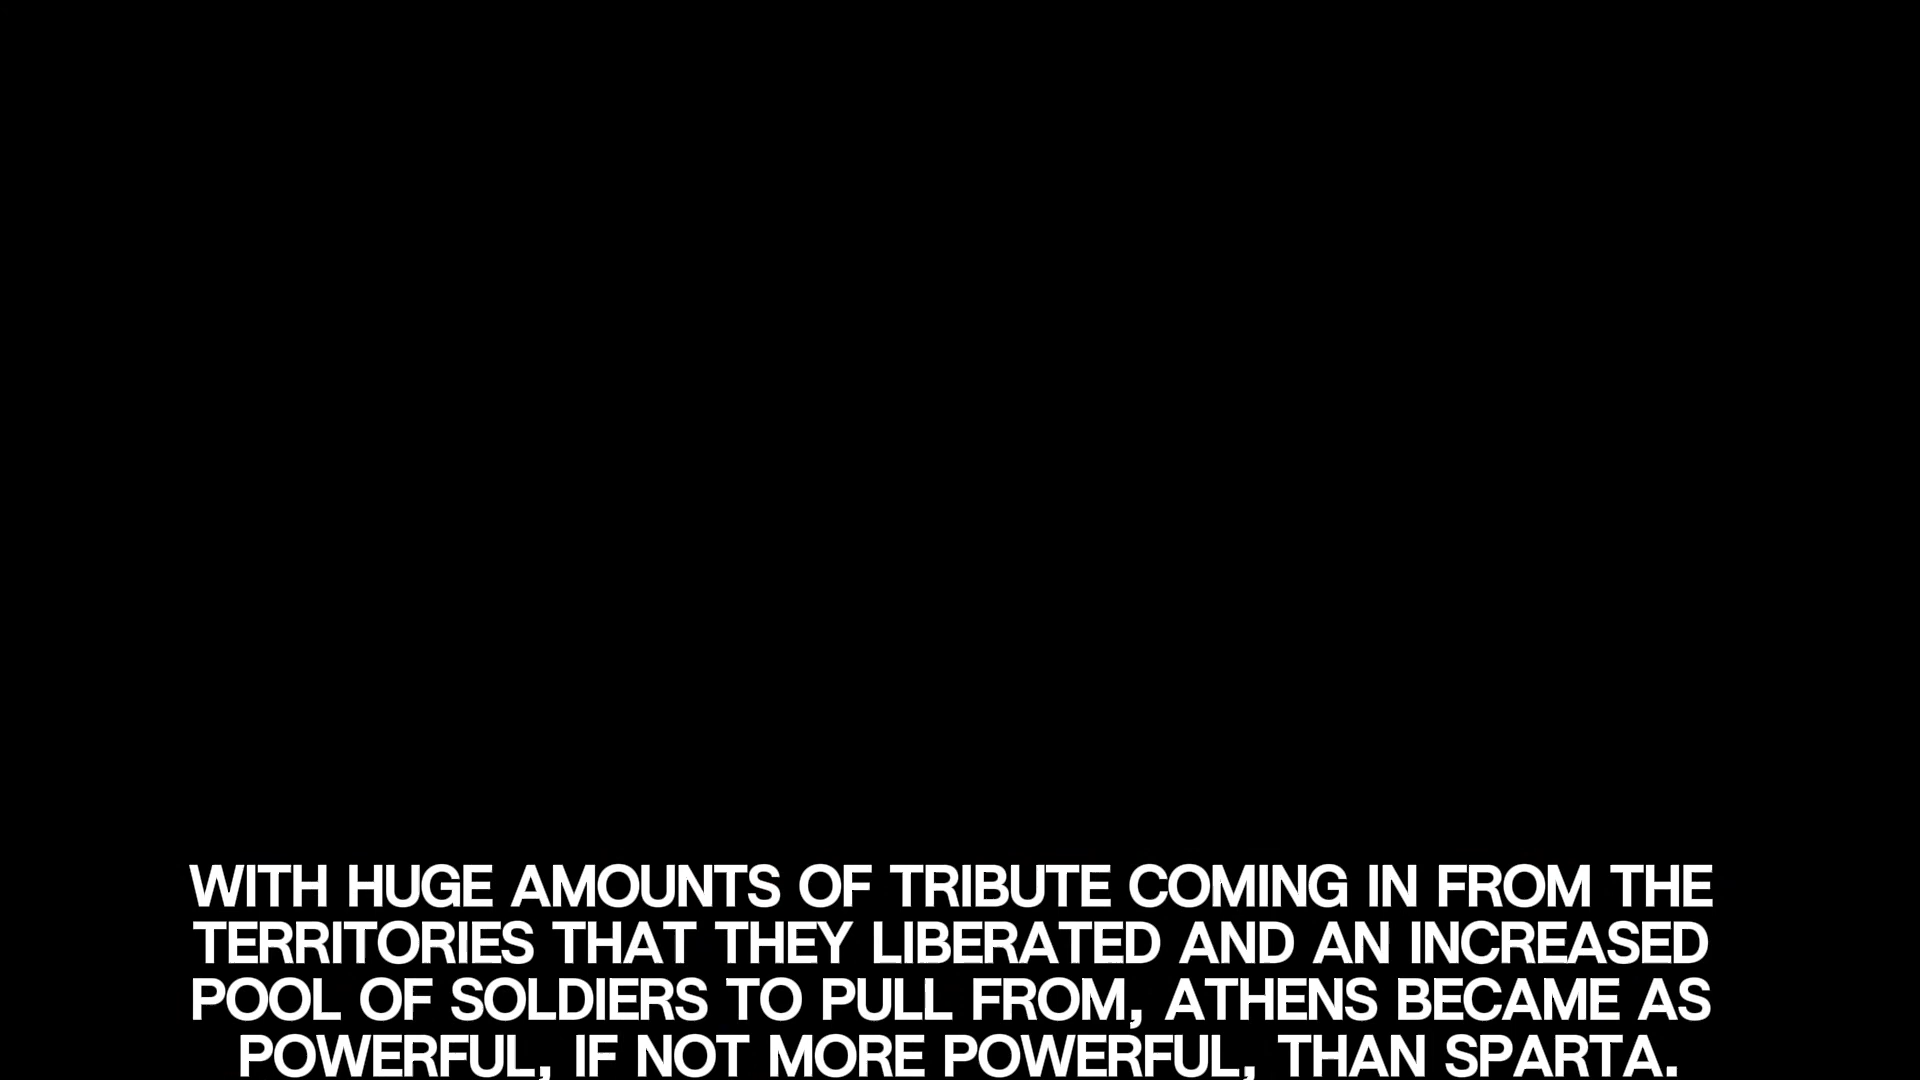 WITH HUGE AMOUNTS OF TRIBUTE COMING IN FROM THE
TERRITORIES THAT THEY LIBERATED AND AN INCREASED
POOL OF SOLDIERS TO PULL FROM, ATHENS BECAME AS
POWERFUL, IF NOT MORE POWERFUL, THAN SPARTA.